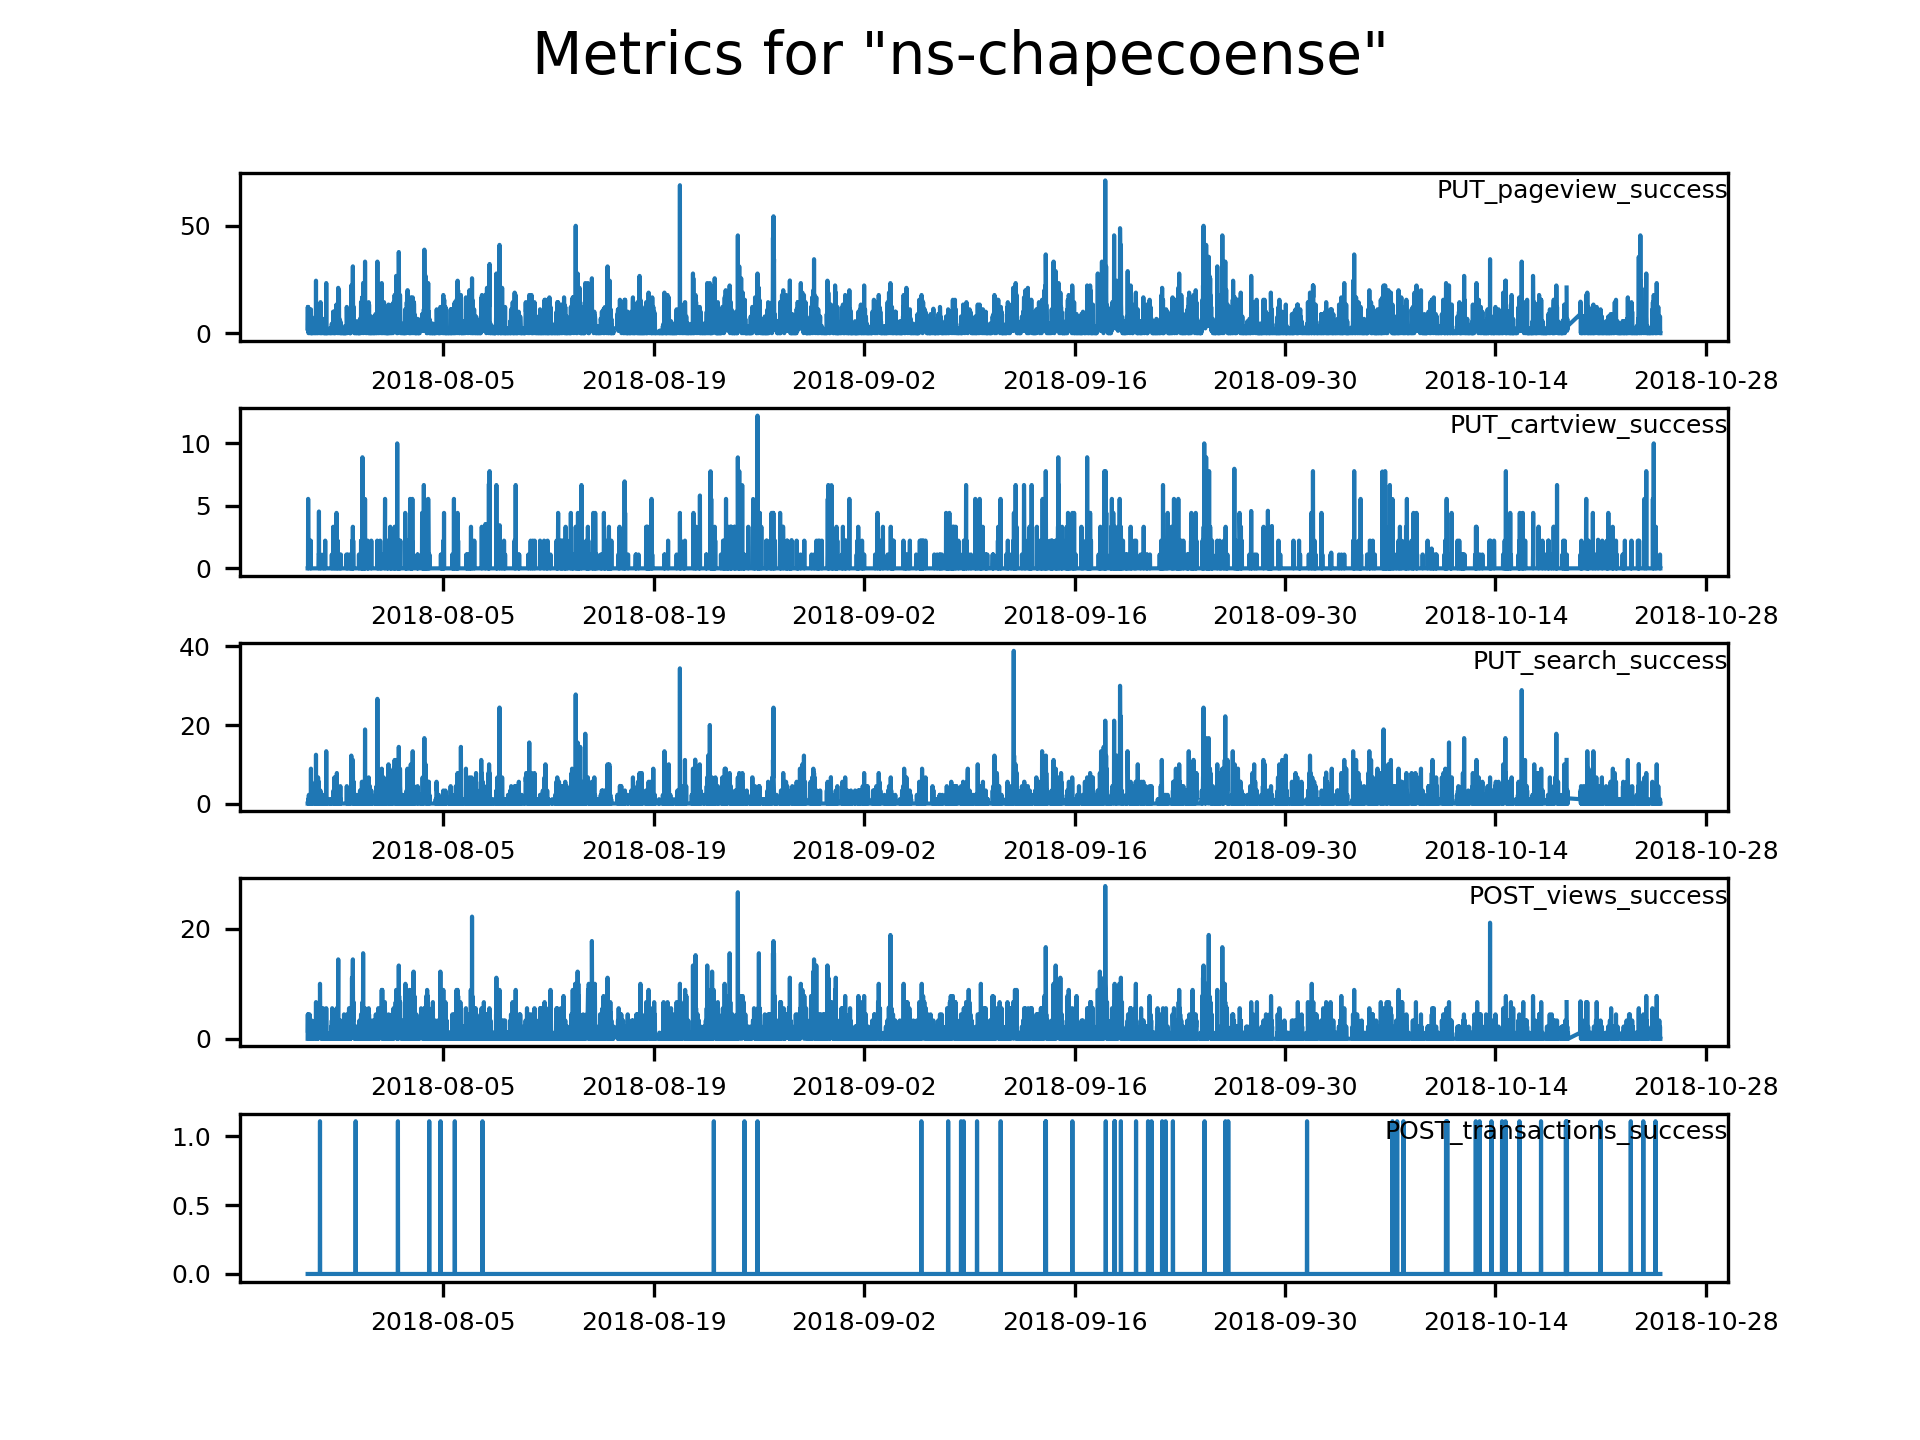 Metrics for "ns-chapecoense"
PUT_pageview_success
50
0
2018-08-05 2018-08-19 2018-09-02 2018-09-16 2018-09-30 2018-10-14 2018-10-28
PUT_cartview_success
10
5
0
2018-08-05 2018-08-19 2018-09-02 2018-09-16 2018-09-30 2018-10-14 2018-10-28
PUT_search_success
40
20
0
2018-08-05 2018-08-19 2018-09-02 2018-09-16 2018-09-30 2018-10-14 2018-10-28
POST_views_success
20
0
2018-08-05 2018-08-19 2018-09-02 2018-09-16 2018-09-30 2018-10-14 2018-10-28
POST_transactions_success
1.0
0.5
0.0
2018-08-05 2018-08-19 2018-09-02 2018-09-16 2018-09-30 2018-10-14 2018-10-28